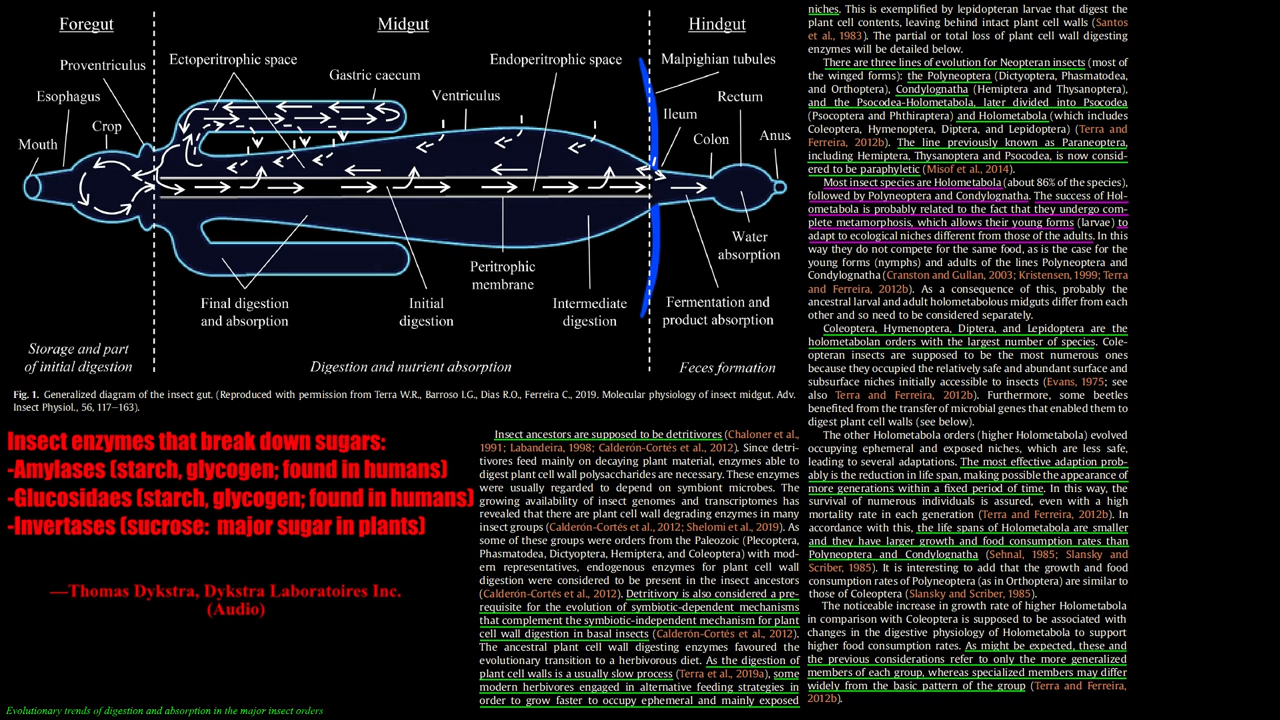 Foregut
Midgut
Hindgut
Proventriculus
Ectoperitrophic space
Endoperitrophic space
Malpighian tubules
Gastric caecum
Esophagus
Ventriculus
Rectum
Crop
Ileum
Mouth
Colon
Anus
Water
absorption
Peritrophic
membrane
Final digestion
and absorption
Initial
digestion
Intermediate
digestion
Fermentation and
product absorption
Storage and part
of initial digestion
Digestion and nutrient absorption
Feces formation
Fig. 1. Generalized diagram of the insect gut. (Reproduced with permission from Terra W.R., Barroso I.G., Dias R.O., Ferreira C., 2019. Molecular physiology of insect midgut. Adv.
Insect Physiol., 56, 117–163).
Insect enzymes that break down sugars:
-Amylases (starch, glycogen; found in humans)
-Glucosidaes (starch, glycogen; found in humans)
-Invertases (sucrose: major sugar in plants)
—Thomas Dykstra, Dykstra Laboratoires Inc.
(Audio)
Evolutionary trends of digestion and absorption in the major insect orders
Insect ancestors are supposed to be detritivores (Chaloner et al.,
1991; Labandeira, 1998; Calderón-Cortés et al., 2012). Since detri-
tivores feed mainly on decaying plant material, enzymes able to
digest plant cell wall polysaccharides are necessary. These enzymes
were usually regarded to depend on symbiont microbes. The
growing availability of insect genomes and transcriptomes has
revealed that there are plant cell wall degrading enzymes in many
insect groups (Calderón-Cortés et al., 2012; Shelomi et al., 2019). As
some of these groups were orders from the Paleozoic (Plecoptera,
Phasmatodea, Dictyoptera, Hemiptera, and Coleoptera) with mod-
ern representatives, endogenous enzymes for plant cell wall
digestion were considered to be present in the insect ancestors
(Calderón-Cortés et al., 2012). Detritivory is also considered a pre-
requisite for the evolution of symbiotic-dependent mechanisms
that complement the symbiotic-independent mechanism for plant
cell wall digestion in basal insects (Calderón-Cortés et al., 2012).
The ancestral plant cell wall digesting enzymes favoured the
evolutionary transition to a herbivorous diet. As the digestion of
plant cell walls is a usually slow process (Terra et al., 2019a), some
modern herbivores engaged in alternative feeding strategies in
order to grow faster to occupy ephemeral and mainly exposed
niches. This is exemplified by lepidopteran larvae that digest the
plant cell contents, leaving behind intact plant cell walls (Santos
et al., 1983). The partial or total loss of plant cell wall digesting
enzymes will be detailed below.
There are three lines of evolution for Neopteran insects (most of
the winged forms): the Polyneoptera (Dictyoptera, Phasmatodea,
and Orthoptera), Condylognatha (Hemiptera and Thysanoptera),
and the Psocodea-Holometabola, later divided into Psocodea
(Psocoptera and Phthiraptera) and Holometabola (which includes
Coleoptera, Hymenoptera, Diptera, and Lepidoptera) (Terra and
Ferreira, 2012b). The line previously known as Paraneoptera,
including Hemiptera, Thysanoptera and Psocodea, is now consid-
ered to be paraphyletic (Misof et al., 2014).
Most insect species are Holometabola (about 86% of the species),
followed by Polyneoptera and Condylognatha. The success of Hol-
ometabola is probably related to the fact that they undergo com-
plete metamorphosis, which allows their young forms (larvae) to
adapt to ecological niches different from those of the adults. In this
way they do not compete for the same food, as is the case for the
young forms (nymphs) and adults of the lines Polyneoptera and
Condylognatha (Cranston and Gullan, 2003; Kristensen, 1999; Terra
and Ferreira, 2012b). As a consequence of this, probably the
ancestral larval and adult holometabolous midguts differ from each
other and so need to be considered separately.
Coleoptera, Hymenoptera, Diptera, and Lepidoptera are the
holometabolan orders with the largest number of species. Cole-
opteran insects are supposed to be the most numerous ones
because they occupied the relatively safe and abundant surface and
subsurface niches initially accessible to insects (Evans, 1975; see
also Terra and Ferreira, 2012b). Furthermore, some beetles
benefited from the transfer of microbial genes that enabled them to
digest plant cell walls (see below).
The other Holometabola orders (higher Holometabola) evolved
occupying ephemeral and exposed niches, which are less safe,
leading to several adaptations. The most effective adaption prob-
ably is the reduction in life span, making possible the appearance of
more generations within a fixed period of time. In this way, the
survival of numerous individuals is assured, even with a high
mortality rate in each generation (Terra and Ferreira, 2012b). In
accordance with this, the life spans of Holometabola are smaller
and they have larger growth and food consumption rates than
Polyneoptera and Condylognatha (Sehnal, 1985; Slansky and
Scriber, 1985). It is interesting to add that the growth and food
consumption rates of Polyneoptera (as in Orthoptera) are similar to
those of Coleoptera (Slansky and Scriber, 1985).
The noticeable increase in growth rate of higher Holometabola
in comparison with Coleoptera is supposed to be associated with
changes in the digestive physiology of Holometabola to support
higher food consumption rates. As might be expected, these and
the previous considerations refer to only the more generalized
members of each group, whereas specialized members may differ
widely from the basic pattern of the group (Terra and Ferreira,
2012b).